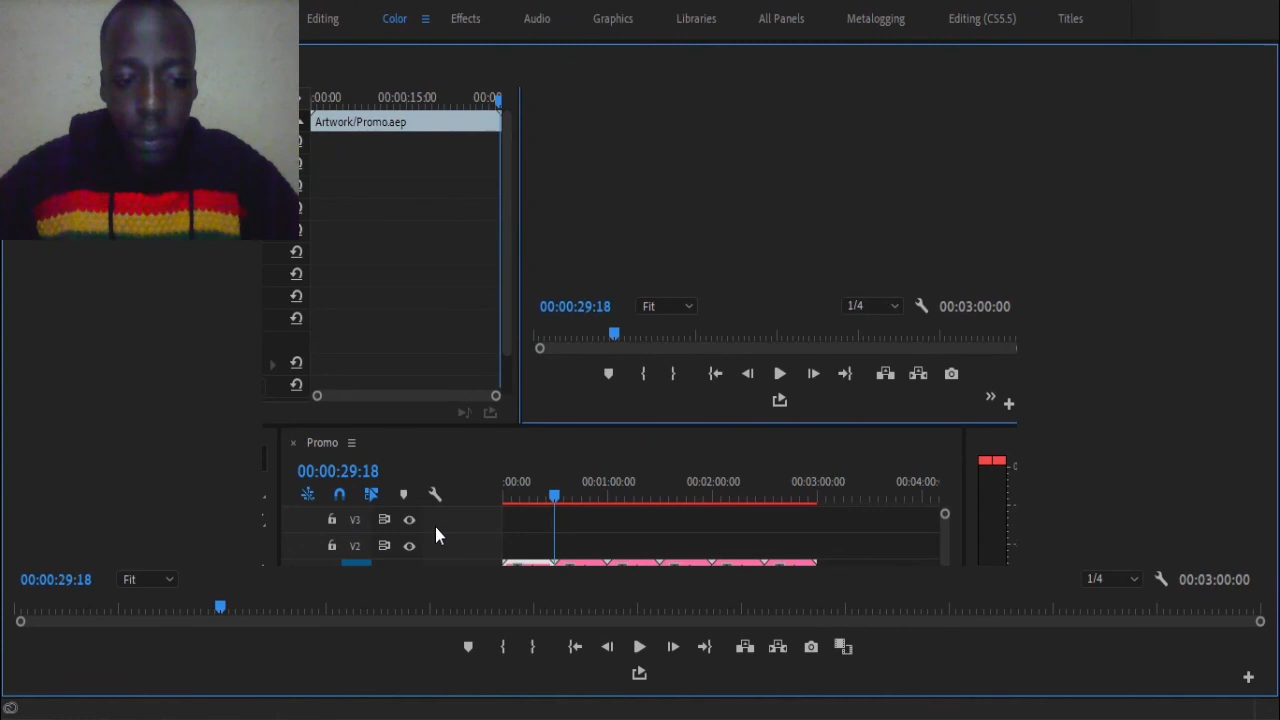 Editing Color Effects Audio Graphics Libraries All Panels Metalogging Editing (CS5.5) Titles
:00:00 00:00:15:00 00:00
Artwork/Promo.aep
00:00:29:18 Fit 1/4 00:03:00:00
Promo
00:00:29:18
:00:00 00:01:00:00 00:02:00:00 00:03:00:00 00:04:00:
V3
V2
00:00:29:18 Fit 1/4 00:03:00:00